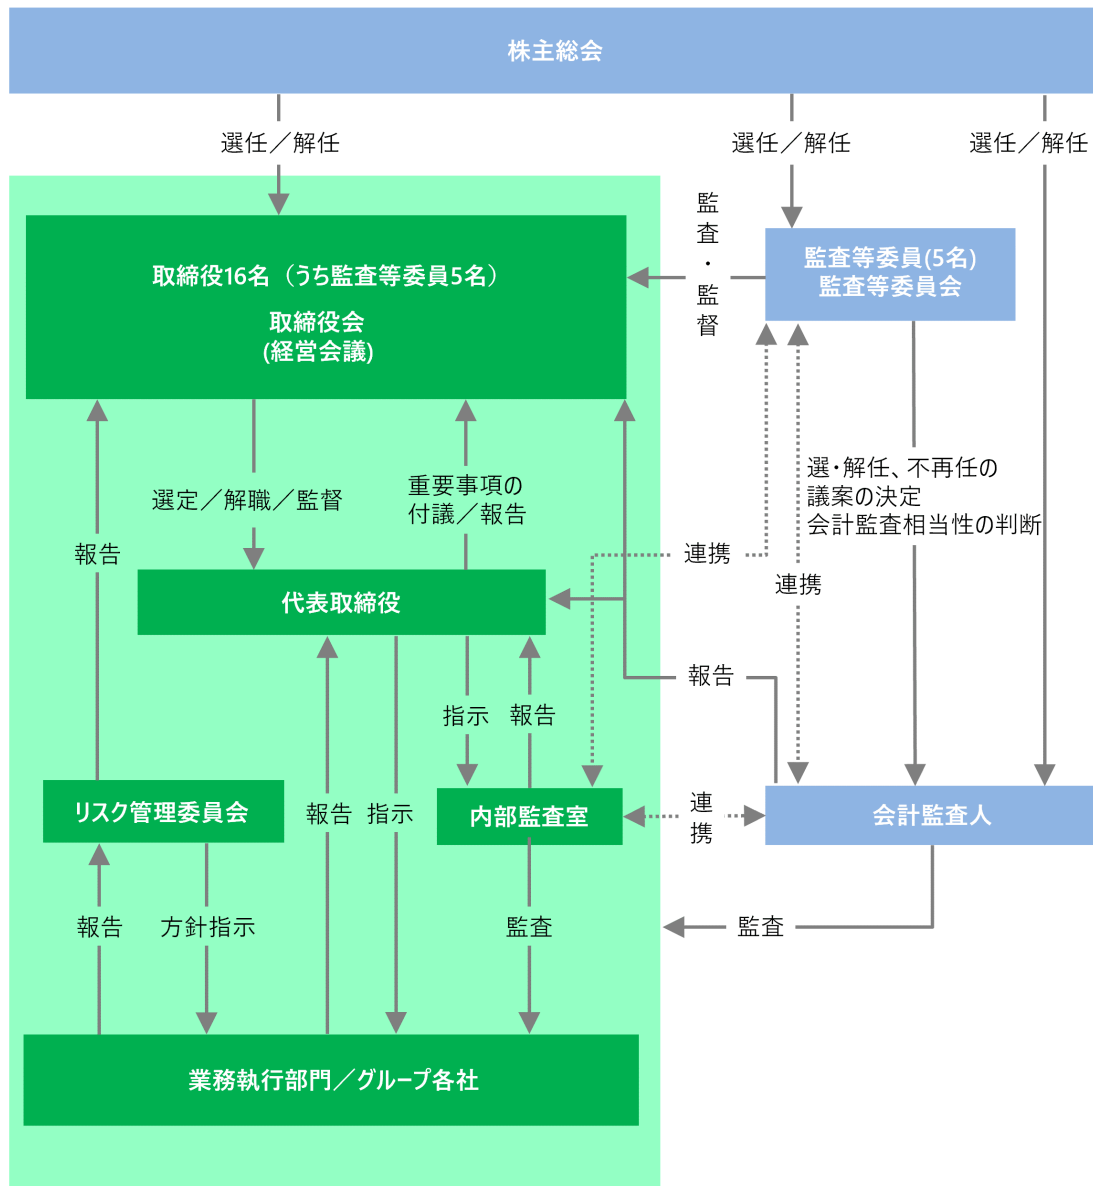 株主総会
選任／解任
選任／解任
選任／解任
取締役16名（うち監査等委員5名）
取締役会
(経営会議)
監査・監督
監査等委員(5名)
監査等委員会
選定／解職／監督
重要事項の
付議／報告
選・解任、不再任の
議案の決定
会計監査相当性の判断
報告
連携
連携
代表取締役
報告
指示
報告
リスク管理委員会
報告
指示
内部監査室
連携
会計監査人
報告
方針指示
監査
監査
業務執行部門／グループ各社